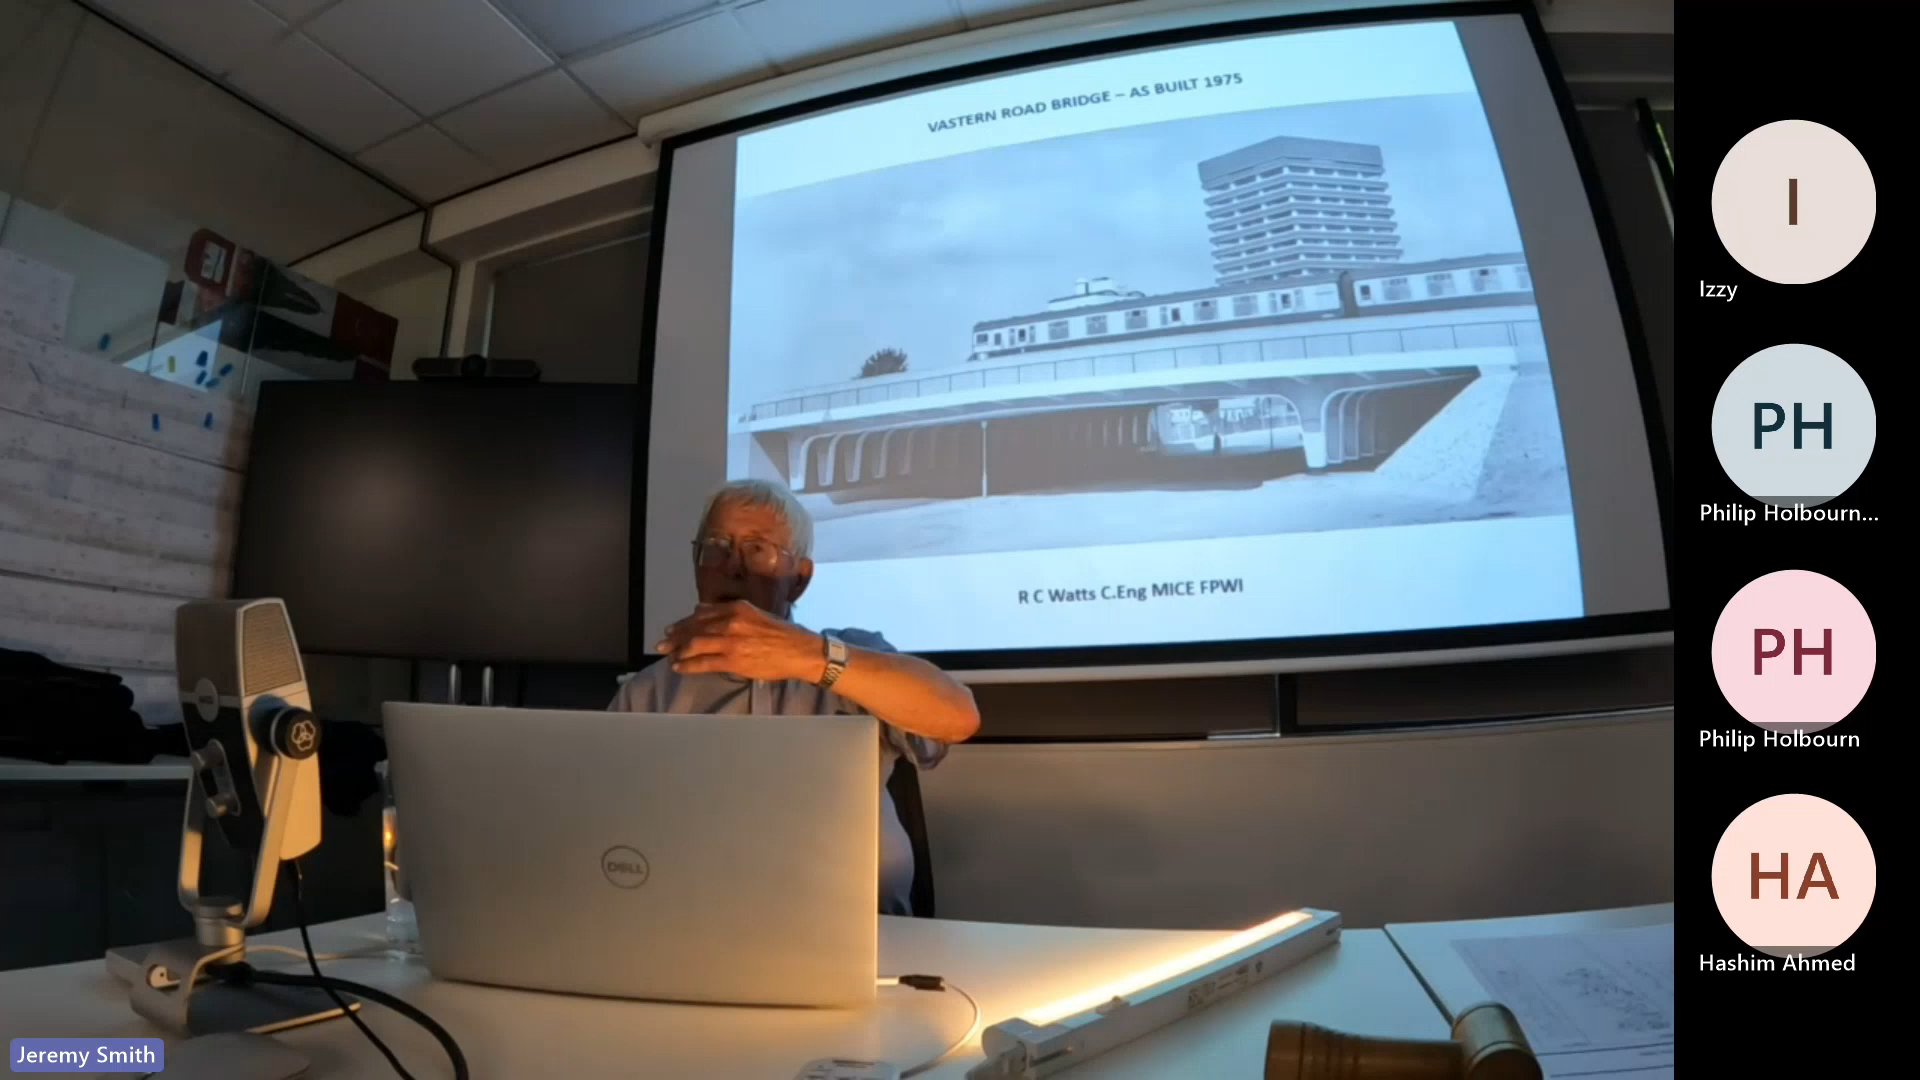 VASTERN ROAD BRIDGE – AS BUILT 1975
R C Watts C.Eng MICE FPWI
DELL
Jeremy Smith
I
Izzy
PH
Philip Holbourn...
PH
Philip Holbourn
HA
Hashim Ahmed